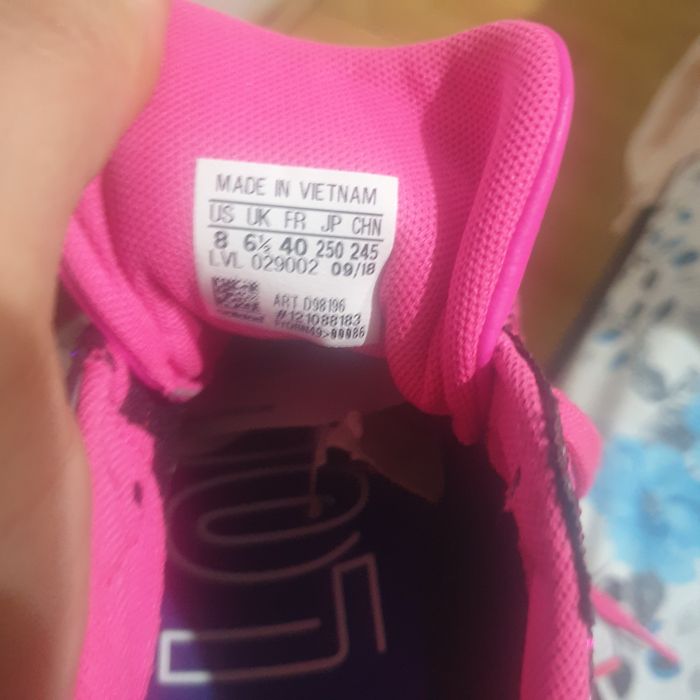 MADE IN VIETNAM
US UK FR JP CHN
8 6½ 40 250 245
LVL 029002 09/18
ART D98196
#121088183